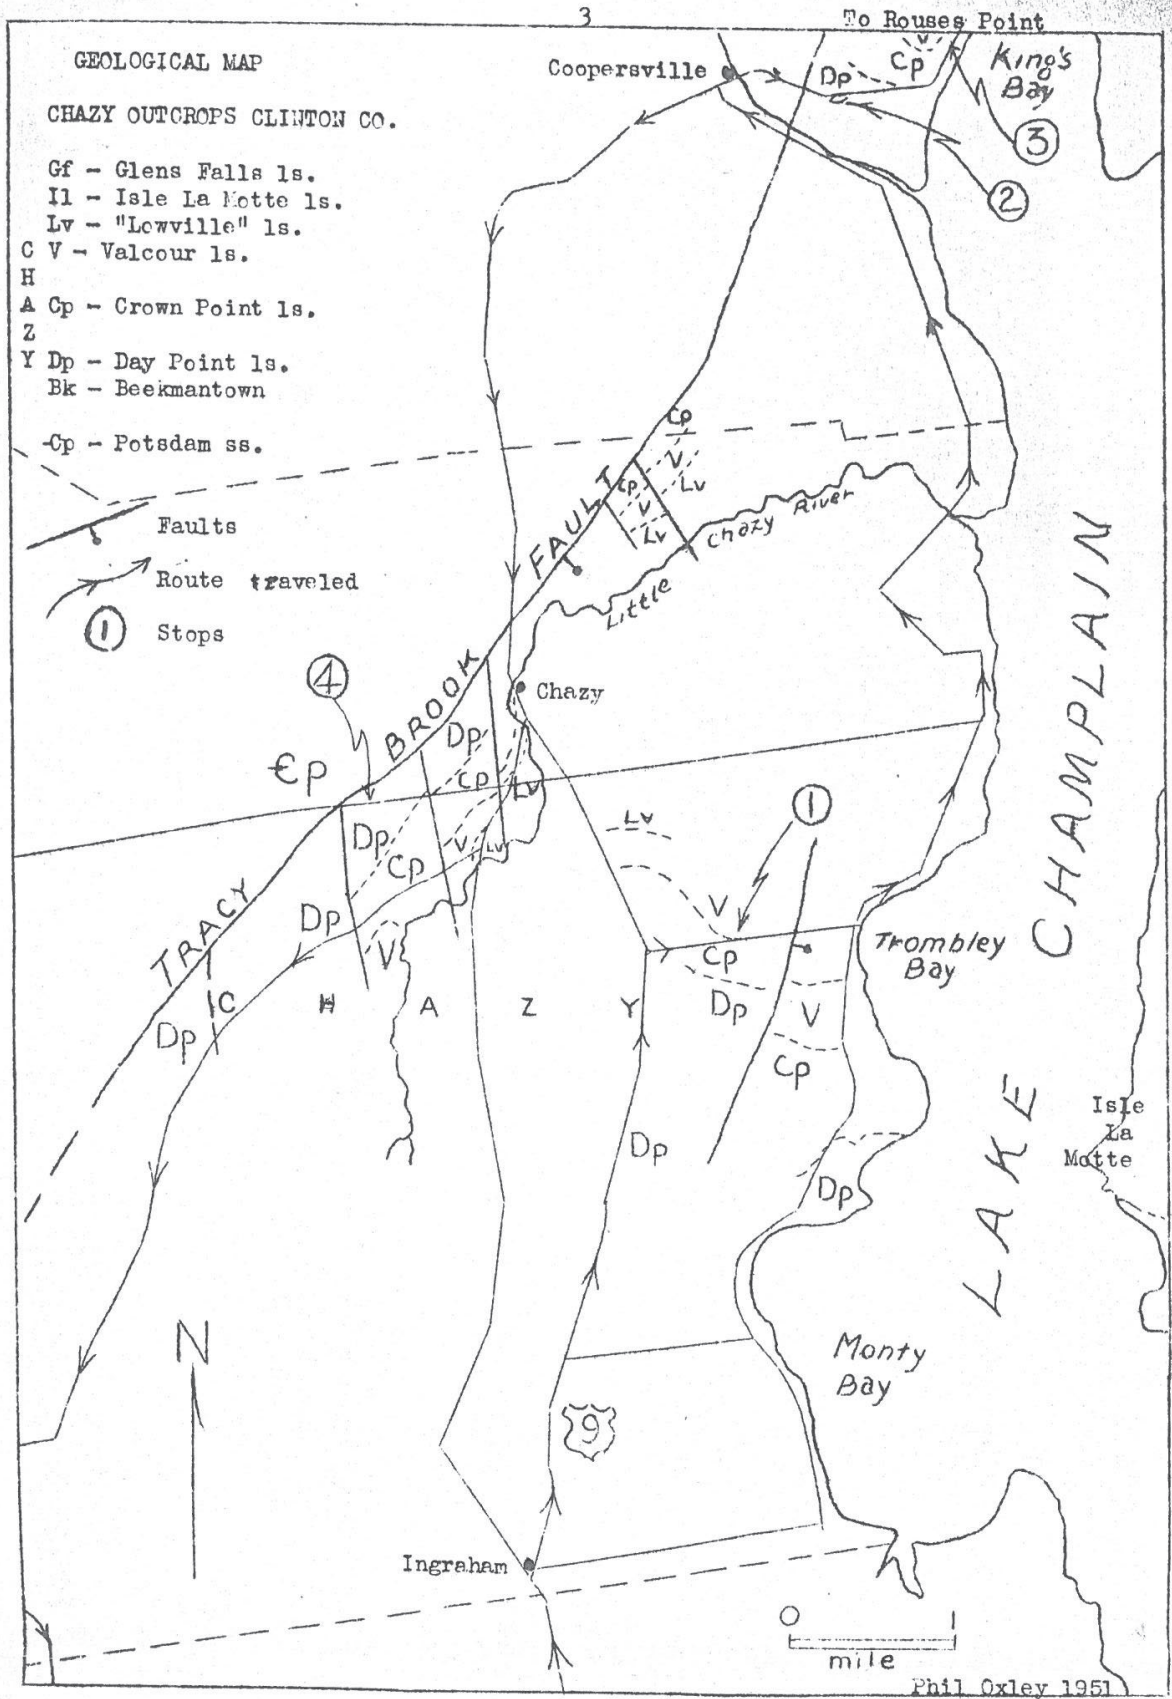 3
To Rouses Point
GEOLOGICAL MAP
CHAZY OUTCROPS CLINTON CO.
Gf - Glens Falls ls.
Il - Isle La Motte ls.
Lv - "Lowville" ls.
C V - Valcour ls.
H
A Cp - Crown Point ls.
Z
Y Dp - Day Point ls.
Bk - Beekmantown
-Cp - Potsdam ss.
Faults
Route traveled
1 Stops
Coopersville
Dp
Cp
V
King's
Bay
3
2
Cp
V
Cp
Lv
V
Lv
Little Chazy River
TRACY BROOK FAULT
4
Chazy
Є p
Dp
Cp
Lv
Dp
Cp
V
Lv
Dp
V
Dp
C H A Z Y
Lv
1
V
Cp
Dp
V
Cp
Dp
Dp
Trombley
Bay
LAKE CHAMPLAIN
Isle
La
Motte
N
Monty
Bay
9
Ingraham
0 1
mile
Phil Oxley 1951